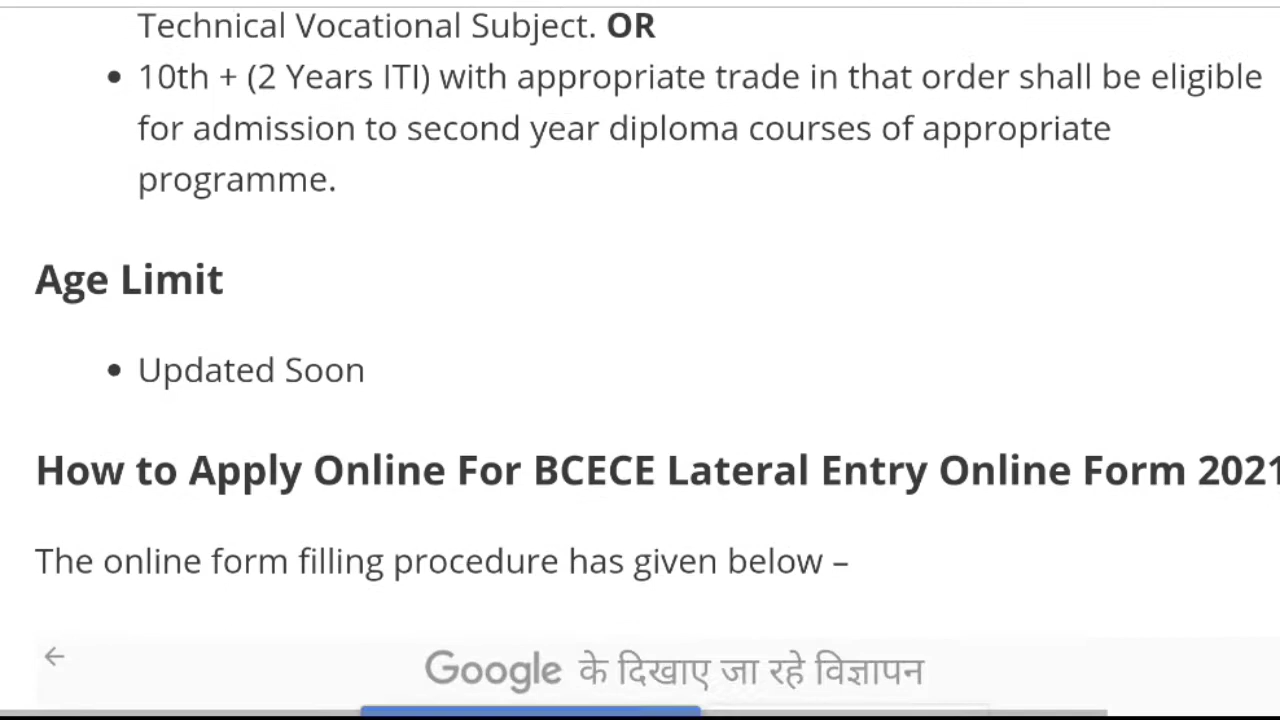 Technical Vocational Subject. OR
• 10th + (2 Years ITI) with appropriate trade in that order shall be eligible
for admission to second year diploma courses of appropriate
programme.
Age Limit
• Updated Soon
How to Apply Online For BCECE Lateral Entry Online Form 2021
The online form filling procedure has given below –
Google के दिखाए जा रहे विज्ञापन